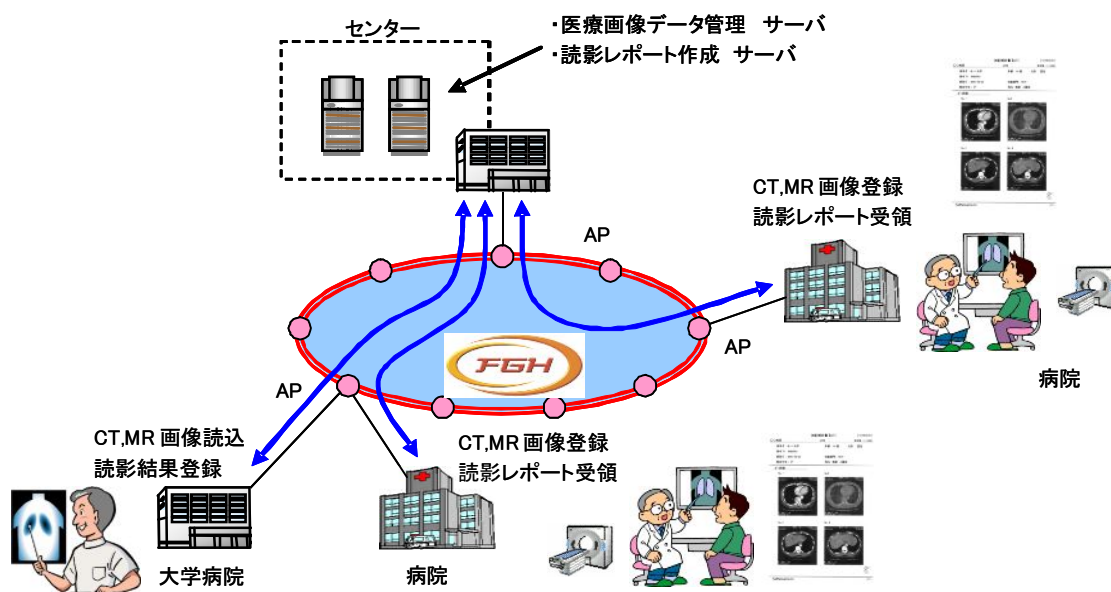 センター
・医療画像データ管理 サーバ
・読影レポート作成 サーバ
CT,MR 画像登録
読影レポート受領
AP
AP
病院
FGH
AP
CT,MR 画像読込
読影結果登録
CT,MR 画像登録
読影レポート受領
大学病院
病院